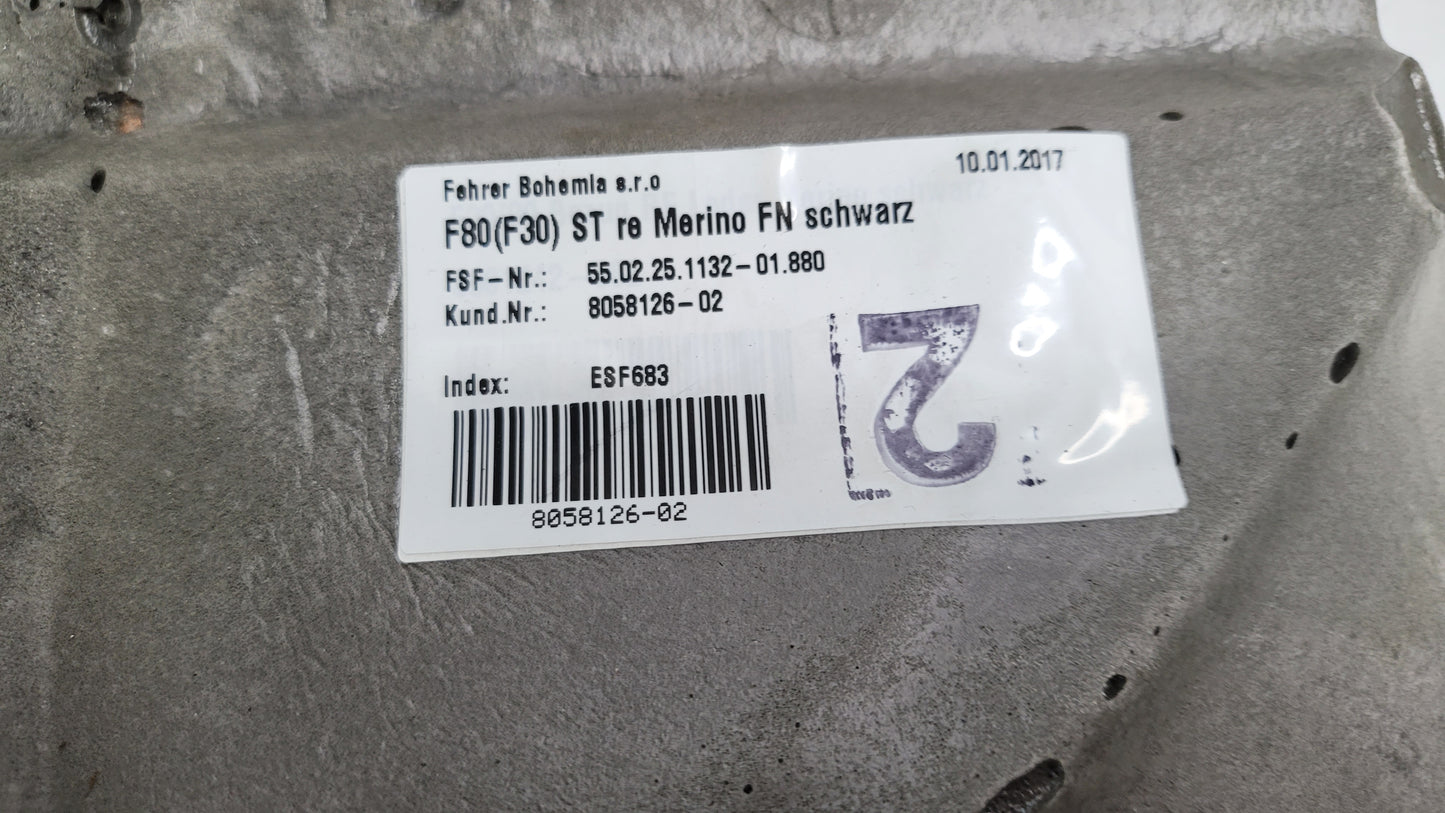 Fehrer Bohemia s.r.o
10.01.2017
F80(F30) ST re Merino FN schwarz
FSF-Nr.: 55.02.25.1132-01.880
Kund.Nr.: 8058126-02
Index: ESF683
8058126-02
2